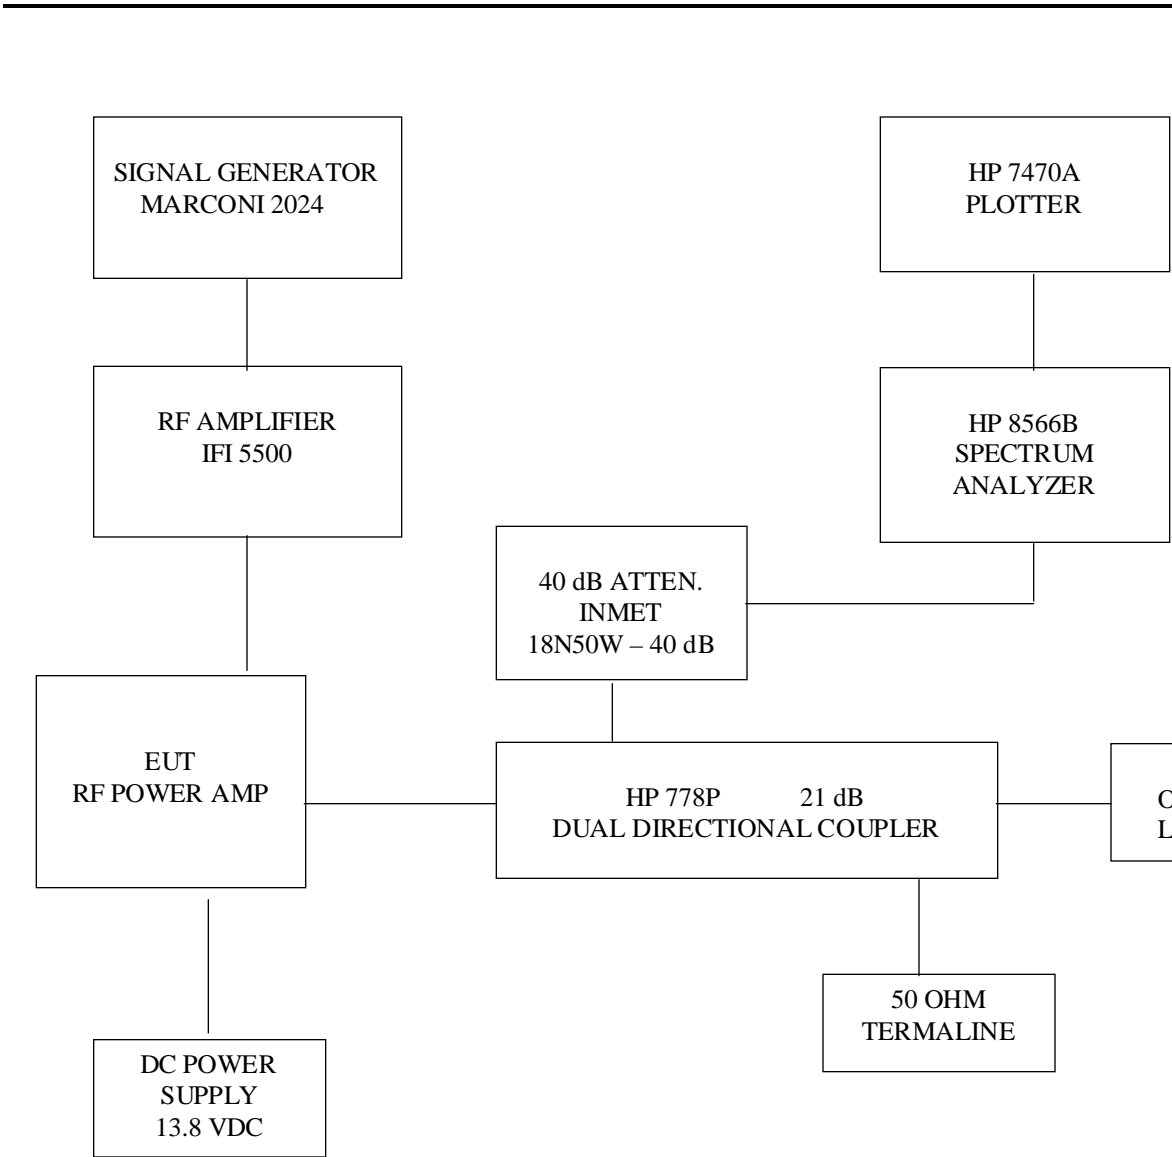 SIGNAL GENERATOR
MARCONI 2024
HP 7470A
PLOTTER
RF AMPLIFIER
IFI 5500
HP 8566B
SPECTRUM
ANALYZER
40 dB ATTEN.
INMET
18N50W – 40 dB
EUT
RF POWER AMP
HP 778P 21 dB
DUAL DIRECTIONAL COUPLER
50 OHM
TERMALINE
DC POWER
SUPPLY
13.8 VDC